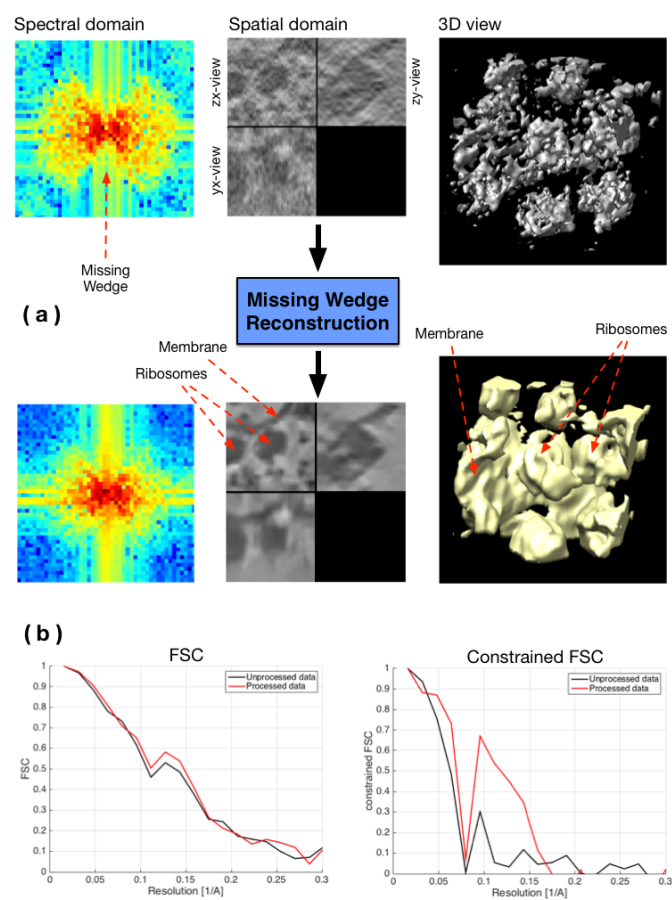 Spectral domain
Spatial domain
3D view
zx-view
zy-view
yx-view
Missing
Wedge
( a )
Missing Wedge
Reconstruction
Membrane
Ribosomes
Membrane
Ribosomes
( b )
FSC
Unprocessed data
Processed data
FSC
1
0.9
0.8
0.7
0.6
0.5
0.4
0.3
0.2
0.1
0
0 0.05 0.1 0.15 0.2 0.25 0.3
Resolution [1/A]
Constrained FSC
Unprocessed data
Processed data
constrained FSC
1
0.9
0.8
0.7
0.6
0.5
0.4
0.3
0.2
0.1
0
0 0.05 0.1 0.15 0.2 0.25 0.3
Resolution [1/A]